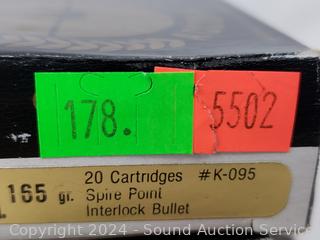 178.
5502
165 gr.
20 Cartridges #K-095
Spire Point
Interlock Bullet
Copyright 2024 - Sound Auction Service